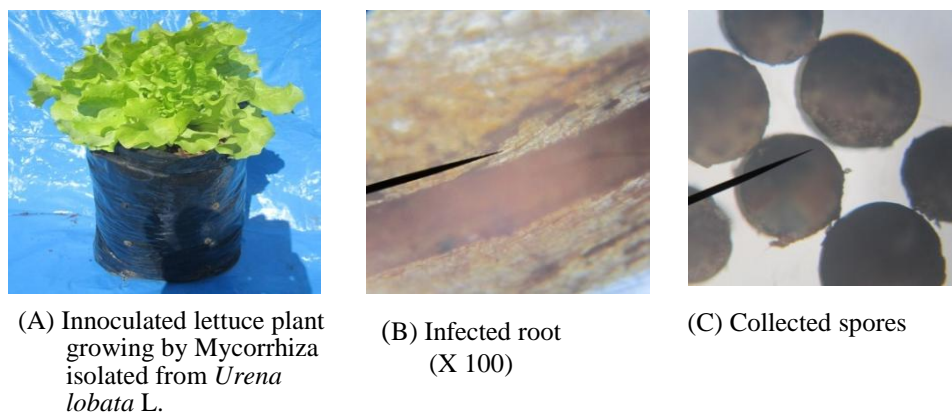 (A) Innoculated lettuce plant
growing by Mycorrhiza
isolated from Urena
lobata L.
(B) Infected root
(X 100)
(C) Collected spores